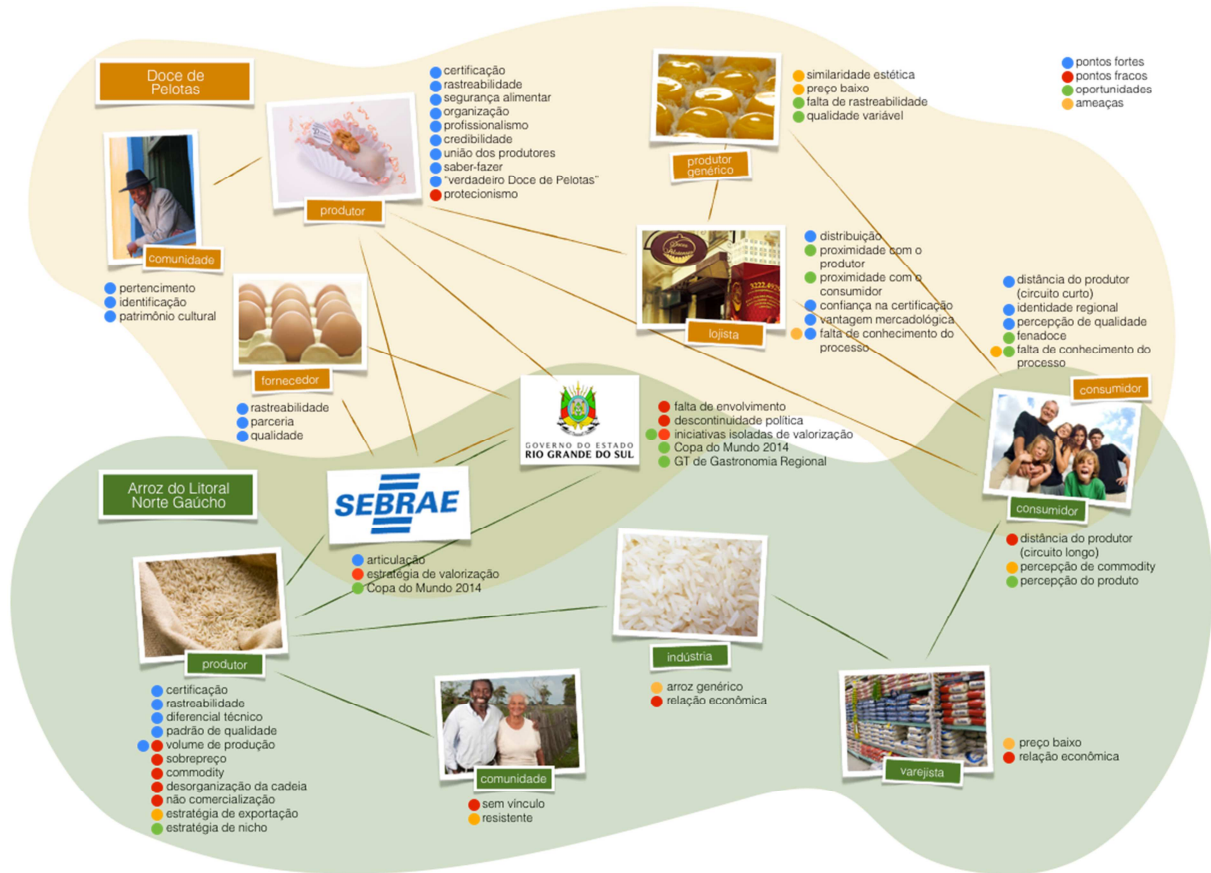 Doce de
Pelotas
comunidade
pertencimento
identificação
patrimônio cultural
produtor
certificação
rastreabilidade
segurança alimentar
organização
profissionalismo
credibilidade
união dos produtores
saber-fazer
"verdadeiro Doce de Pelotas"
protecionismo
produtor
genérico
similaridade estética
preço baixo
falta de rastreabilidade
qualidade variável
pontos fortes
pontos fracos
oportunidades
ameaças
fornecedor
rastreabilidade
parceria
qualidade
lojista
distribuição
proximidade com o
produtor
proximidade com o
consumidor
confiança na certificação
vantagem mercadológica
falta de conhecimento do
processo
distância do produtor
(circuito curto)
identidade regional
percepção de qualidade
fenadoce
falta de conhecimento do
processo
consumidor
GOVERNO DO ESTADO
RIO GRANDE DO SUL
falta de envolvimento
descontinuidade política
iniciativas isoladas de valorização
Copa do Mundo 2014
GT de Gastronomia Regional
Arroz do Litoral
Norte Gaúcho
SEBRAE
articulação
estratégia de valorização
Copa do Mundo 2014
consumidor
distância do produtor
(circuito longo)
percepção de commodity
percepção do produto
produtor
certificação
rastreabilidade
diferencial técnico
padrão de qualidade
volume de produção
sobrepreço
commodity
desorganização da cadeia
não comercialização
estratégia de exportação
estratégia de nicho
comunidade
sem vinculo
resistente
indústria
arroz genérico
relação econômica
varejista
preço baixo
relação econômica